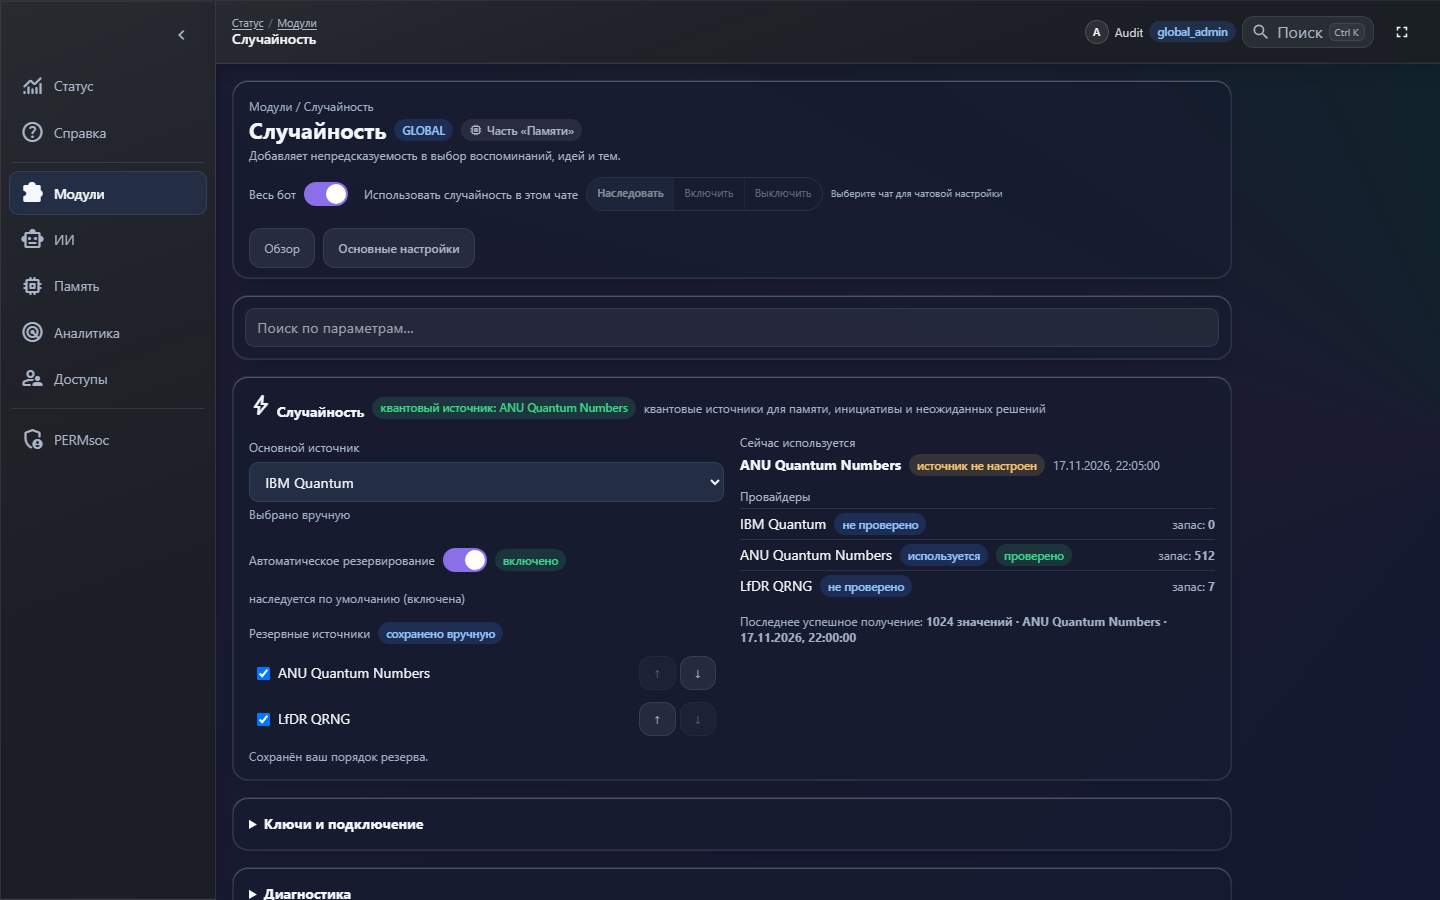 Статус / Модули
Случайность
A Audit global_admin Поиск Ctrl K
Статус
Справка
Модули
ИИ
Память
Аналитика
Доступы
PERMsoc
Модули / Случайность
Случайность GLOBAL Часть «Памяти»
Добавляет непредсказуемость в выбор воспоминаний, идей и тем.
Весь бот Использовать случайность в этом чате Наследовать Включить Выключить Выберите чат для чатовой настройки
Обзор Основные настройки
Поиск по параметрам...
Случайность квантовый источник: ANU Quantum Numbers квантовые источники для памяти, инициативы и неожиданных решений
Основной источник
IBM Quantum
Выбрано вручную
Автоматическое резервирование включено
наследуется по умолчанию (включена)
Резервные источники сохранено вручную
ANU Quantum Numbers ↑ ↓
LfDR QRNG ↑ ↓
Сохранён ваш порядок резерва.
Сейчас используется
ANU Quantum Numbers источник не настроен 17.11.2026, 22:05:00
Провайдеры
IBM Quantum не проверено запас: 0
ANU Quantum Numbers используется проверено запас: 512
LfDR QRNG не проверено запас: 7
Последнее успешное получение: 1024 значений · ANU Quantum Numbers ·
17.11.2026, 22:00:00
Ключи и подключение
Диагностика